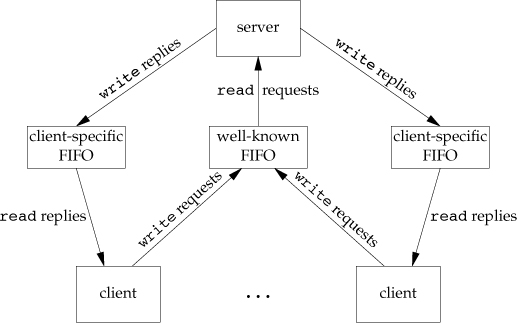 server
write replies
read requests
write replies
client-specific
FIFO
well-known
FIFO
client-specific
FIFO
read replies
write requests
write requests
read replies
client
...
client